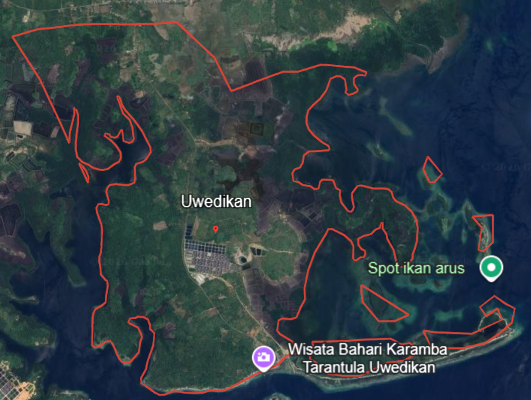 Uwedikan
Spot ikan arus
Wisata Bahari Karamba
Tarantula Uwedikan